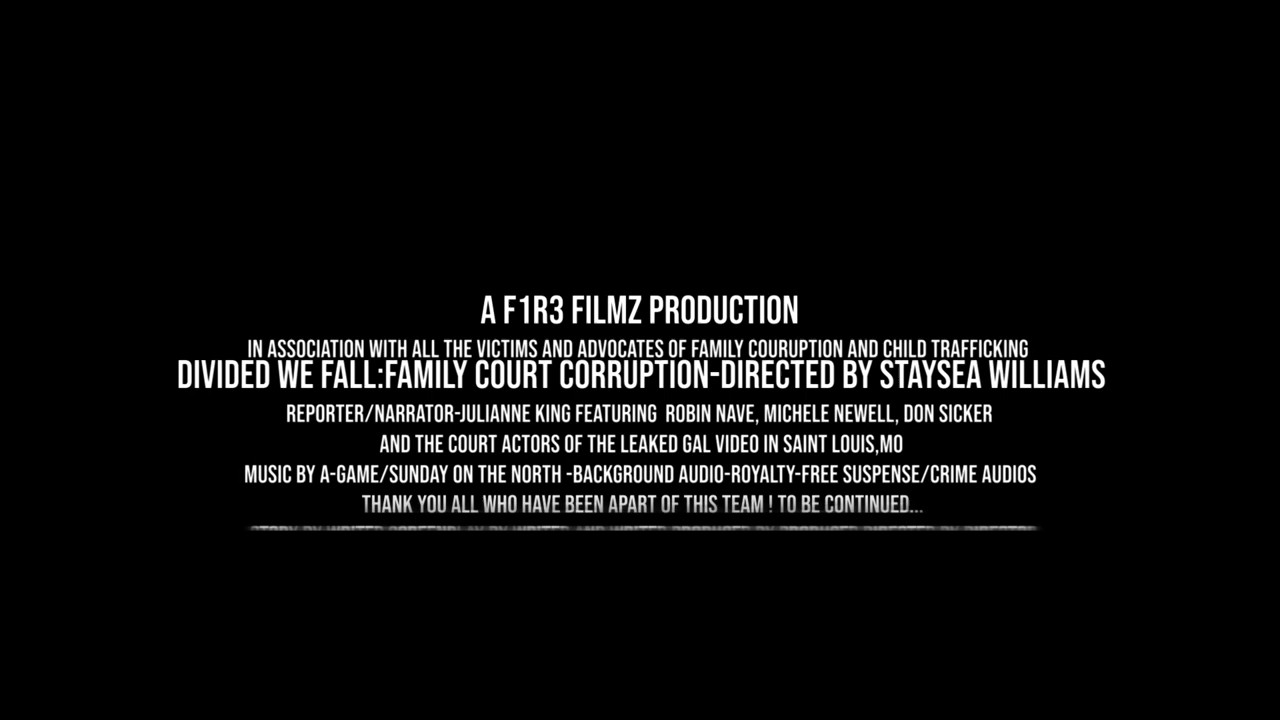 A F1R3 FILMZ PRODUCTION
IN ASSOCIATION WITH ALL THE VICTIMS AND ADVOCATES OF FAMILY COURUPTION AND CHILD TRAFFICKING
DIVIDED WE FALL:FAMILY COURT CORRUPTION-DIRECTED BY STAYSEA WILLIAMS
REPORTER/NARRATOR-JULIANNE KING FEATURING  ROBIN NAVE, MICHELE NEWELL, DON SICKER
AND THE COURT ACTORS OF THE LEAKED GAL VIDEO IN SAINT LOUIS,MO
MUSIC BY A-GAME/SUNDAY ON THE NORTH -BACKGROUND AUDIO-ROYALTY-FREE SUSPENSE/CRIME AUDIOS
THANK YOU ALL WHO HAVE BEEN APART OF THIS TEAM ! TO BE CONTINUED...